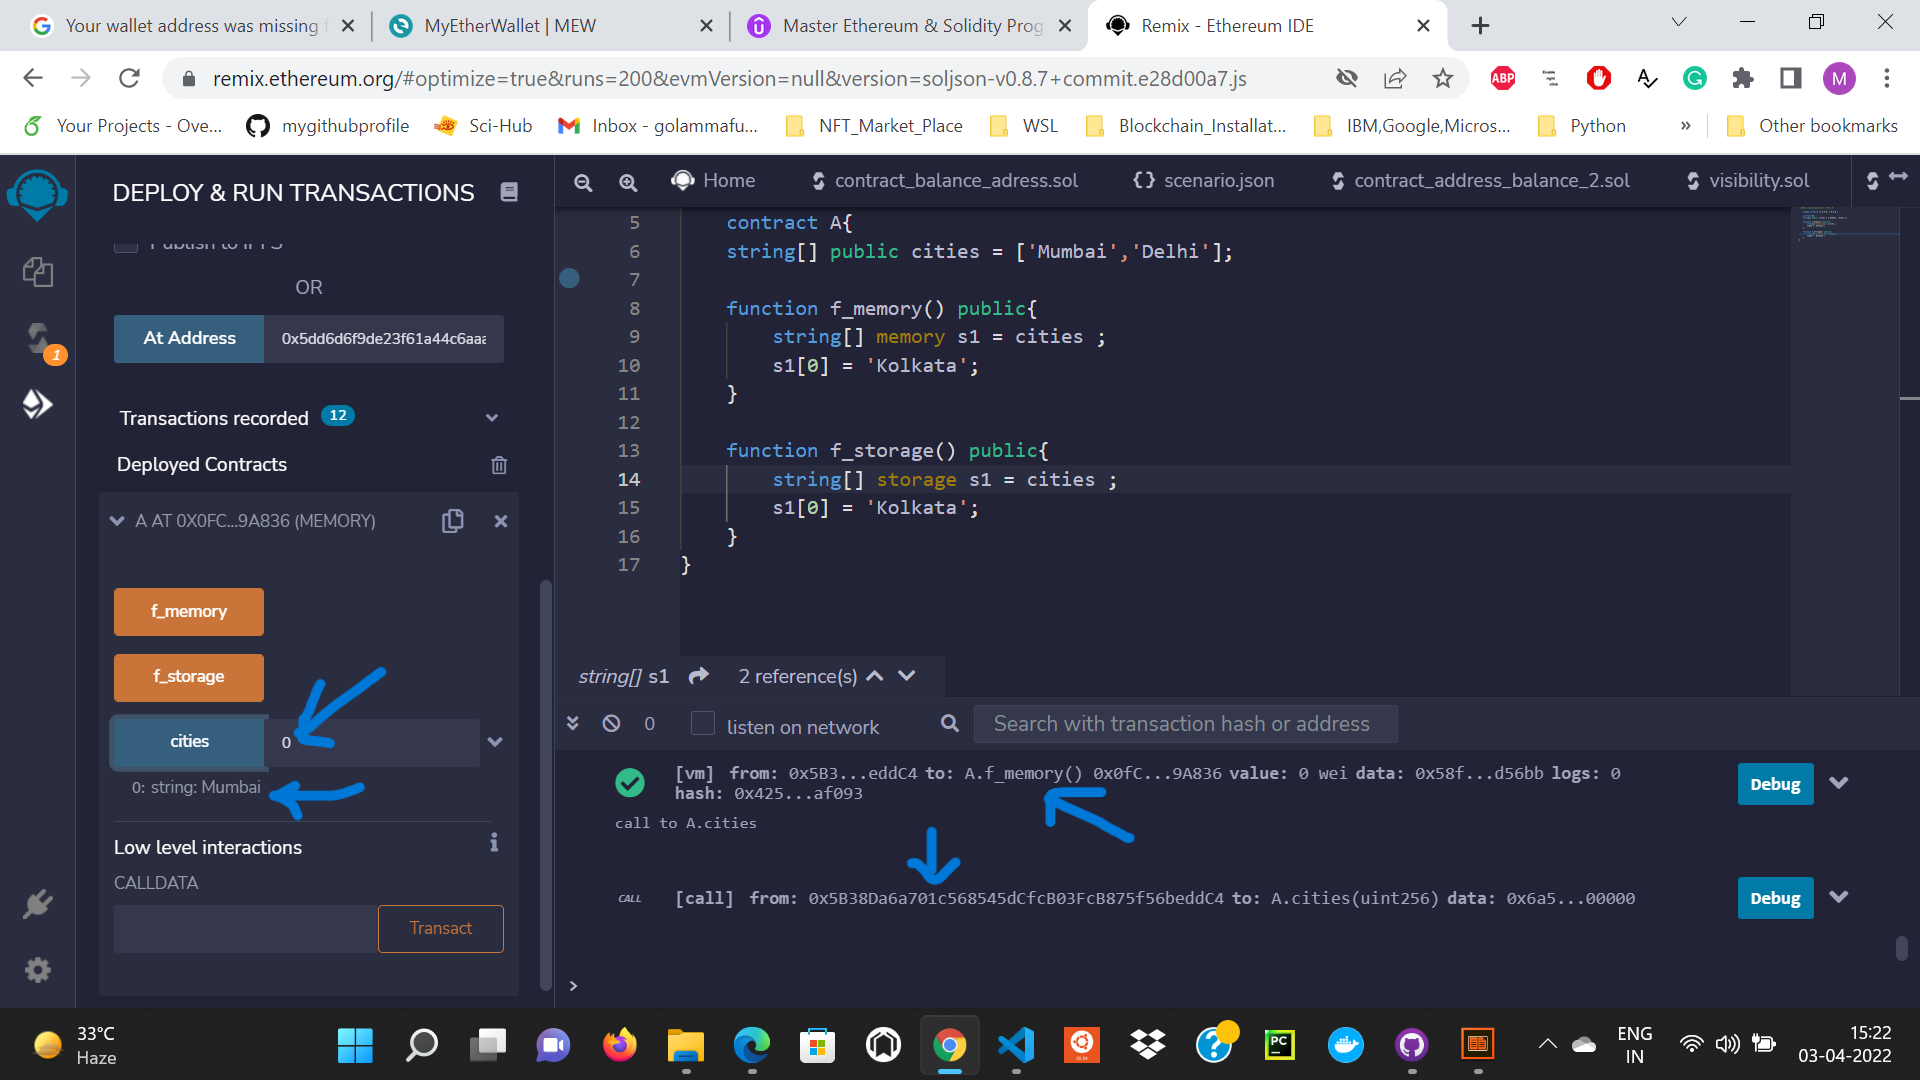 Your wallet address was missing f
MyEtherWallet | MEW
Master Ethereum & Solidity Prog
Remix - Ethereum IDE
remix.ethereum.org/#optimize=true&runs=200&evmVersion=null&version=soljson-v0.8.7+commit.e28d00a7.js
ABP
M
Your Projects - Ove...
mygithubprofile
Sci-Hub
Inbox - golammafu...
NFT_Market_Place
WSL
Blockchain_Installat...
IBM,Google,Micros...
Python
»
Other bookmarks
DEPLOY & RUN TRANSACTIONS
Publish to IPFS
OR
At Address
0x5dd6d6f9de23f61a44c6aaa
1
Transactions recorded 12
Deployed Contracts
A AT 0X0FC...9A836 (MEMORY)
f_memory
f_storage
cities
0
0: string: Mumbai
Low level interactions
i
CALLDATA
Transact
Home
contract_balance_adress.sol
{} scenario.json
contract_address_balance_2.sol
visibility.sol
5 contract A{
6 string[] public cities = ['Mumbai','Delhi'];
7
8 function f_memory() public{
9 string[] memory s1 = cities ;
10 s1[0] = 'Kolkata';
11 }
12
13 function f_storage() public{
14 string[] storage s1 = cities ;
15 s1[0] = 'Kolkata';
16 }
17 }
string[] s1
2 reference(s)
0
listen on network
Search with transaction hash or address
[vm] from: 0x5B3...eddC4 to: A.f_memory() 0x0fC...9A836 value: 0 wei data: 0x58f...d56bb logs: 0
hash: 0x425...af093
Debug
call to A.cities
CALL [call] from: 0x5B38Da6a701c568545dCfcB03FcB875f56beddC4 to: A.cities(uint256) data: 0x6a5...00000
Debug
>
33°C
Haze
PC
ENG
IN
15:22
03-04-2022